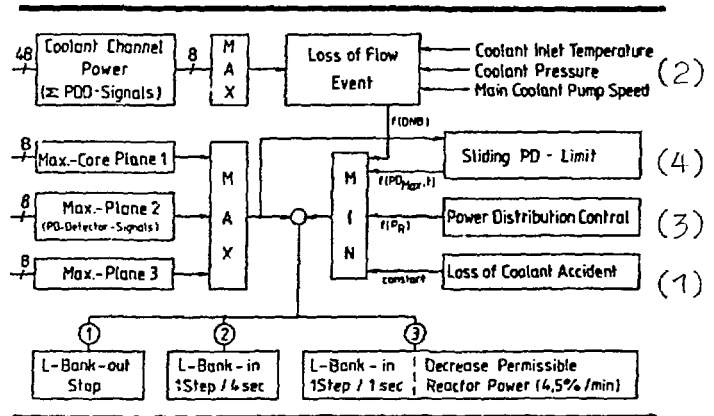 48
Coolant Channel
Power
(Σ PDD-Signals)
8
M
A
X
Loss of Flow
Event
Coolant Inlet Temperature
Coolant Pressure
Main Coolant Pump Speed
(2)
f(DNB)
8
Max.-Core Plane 1
8
Max.-Plane 2
(PD-Detector-Signals)
8
Max.-Plane 3
M
A
X
M
I
N
Sliding PD - Limit
(4)
f(PDMax,t)
Power Distribution Control
(3)
f(PR)
Loss of Coolant Accident
(1)
constant
1
2
3
L-Bank-out
Stop
L-Bank-in
1Step / 4sec
L-Bank-in
1Step / 1sec
Decrease Permissible
Reactor Power (4,5%/min)